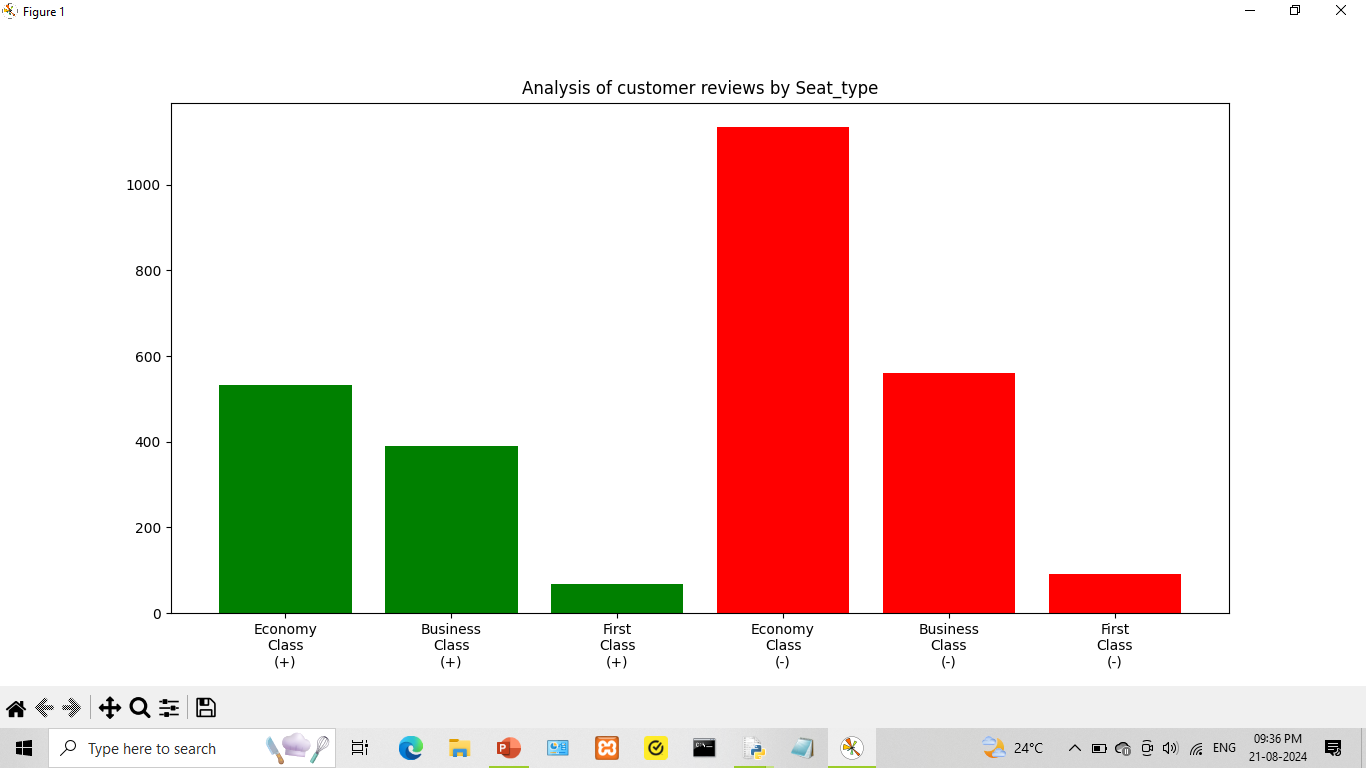 Figure 1
Analysis of customer reviews by Seat_type
1000
800
600
400
200
0
Economy
Class
(+)
Business
Class
(+)
First
Class
(+)
Economy
Class
(-)
Business
Class
(-)
First
Class
(-)
Type here to search
24°C
ENG
09:36 PM
21-08-2024